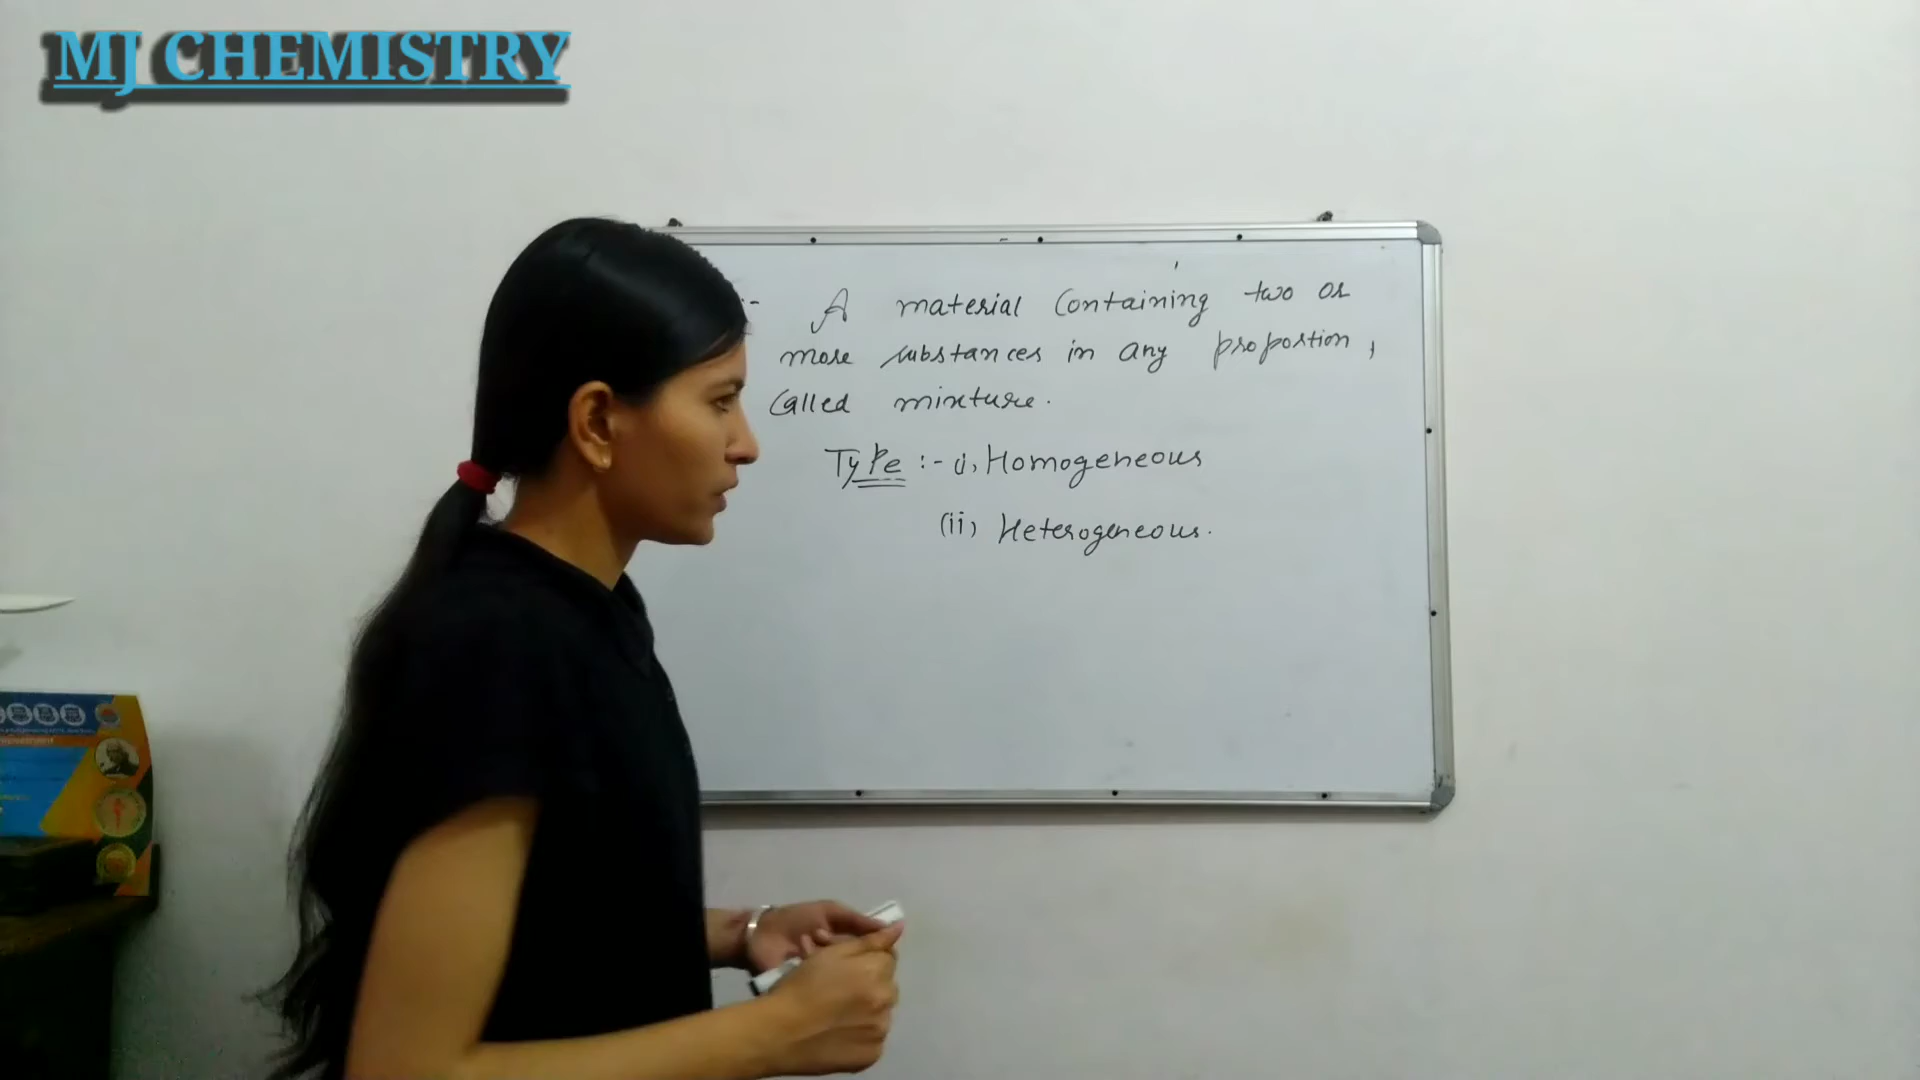 MJ CHEMISTRY
:- A material Containing two or
more substances in any proportion,
Called mixture.
Type :- (i), Homogeneous
(ii) Heterogeneous.